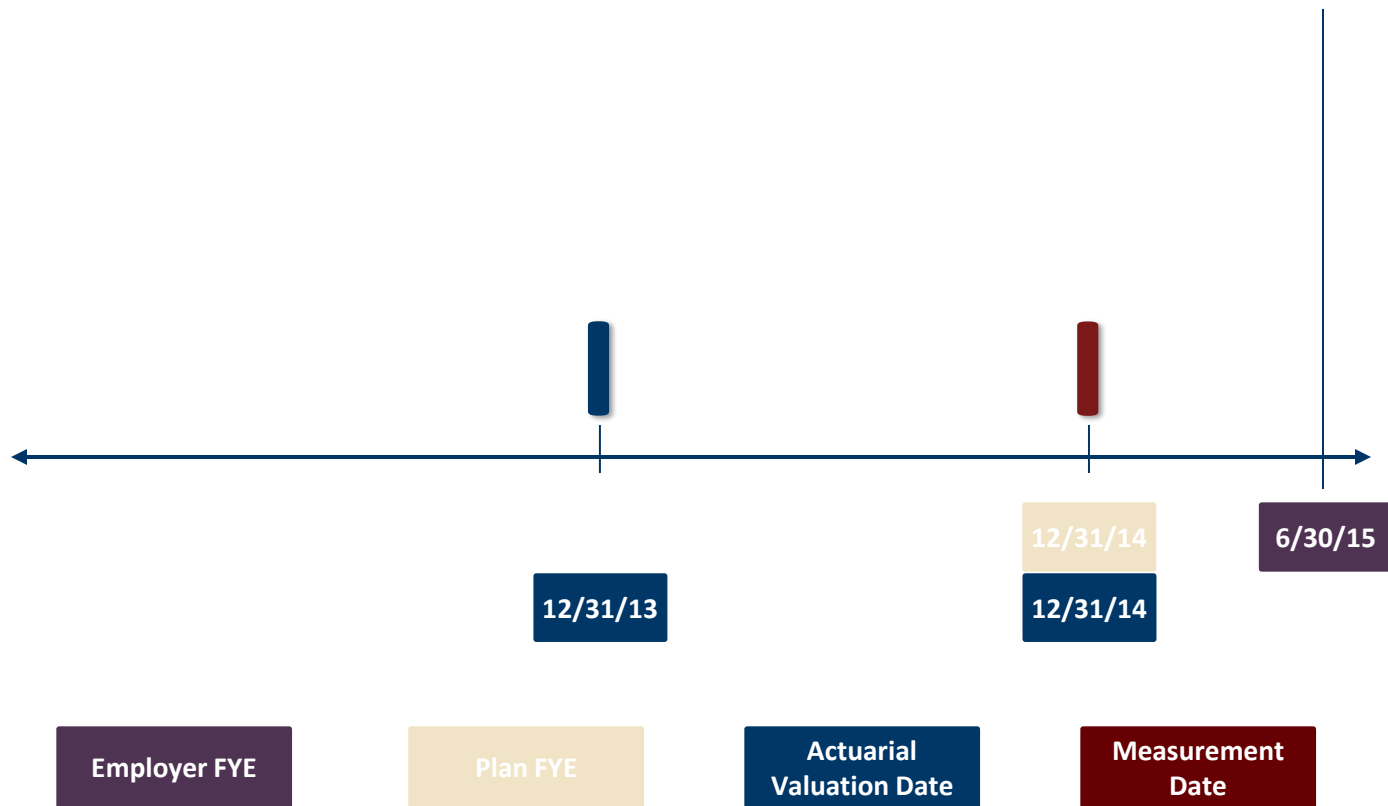 12/31/14
6/30/15
12/31/13
12/31/14
Employer FYE
Plan FYE
Actuarial
Valuation Date
Measurement
Date